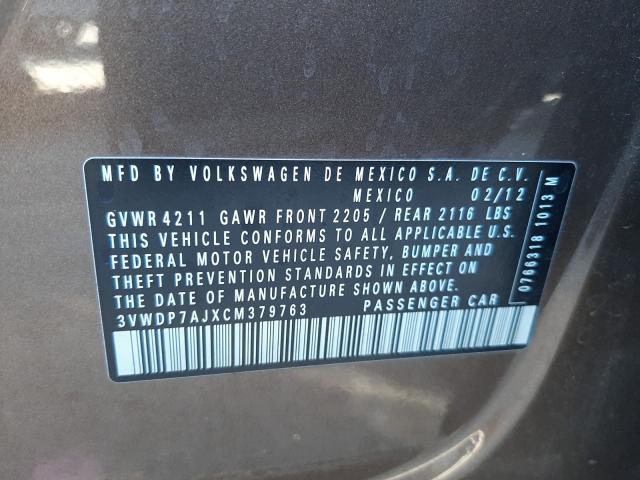 MFD BY VOLKSWAGEN DE MEXICO S.A. DE C.V.
MEXICO 02/12
GVWR 4211 GAWR FRONT 2205 / REAR 2116 LBS
THIS VEHICLE CONFORMS TO ALL APPLICABLE U.S.
FEDERAL MOTOR VEHICLE SAFETY, BUMPER AND
THEFT PREVENTION STANDARDS IN EFFECT ON
THE DATE OF MANUFACTURE SHOWN ABOVE.
3VWDP7AJXCM379763 PASSENGER CAR
0766318 1013 M